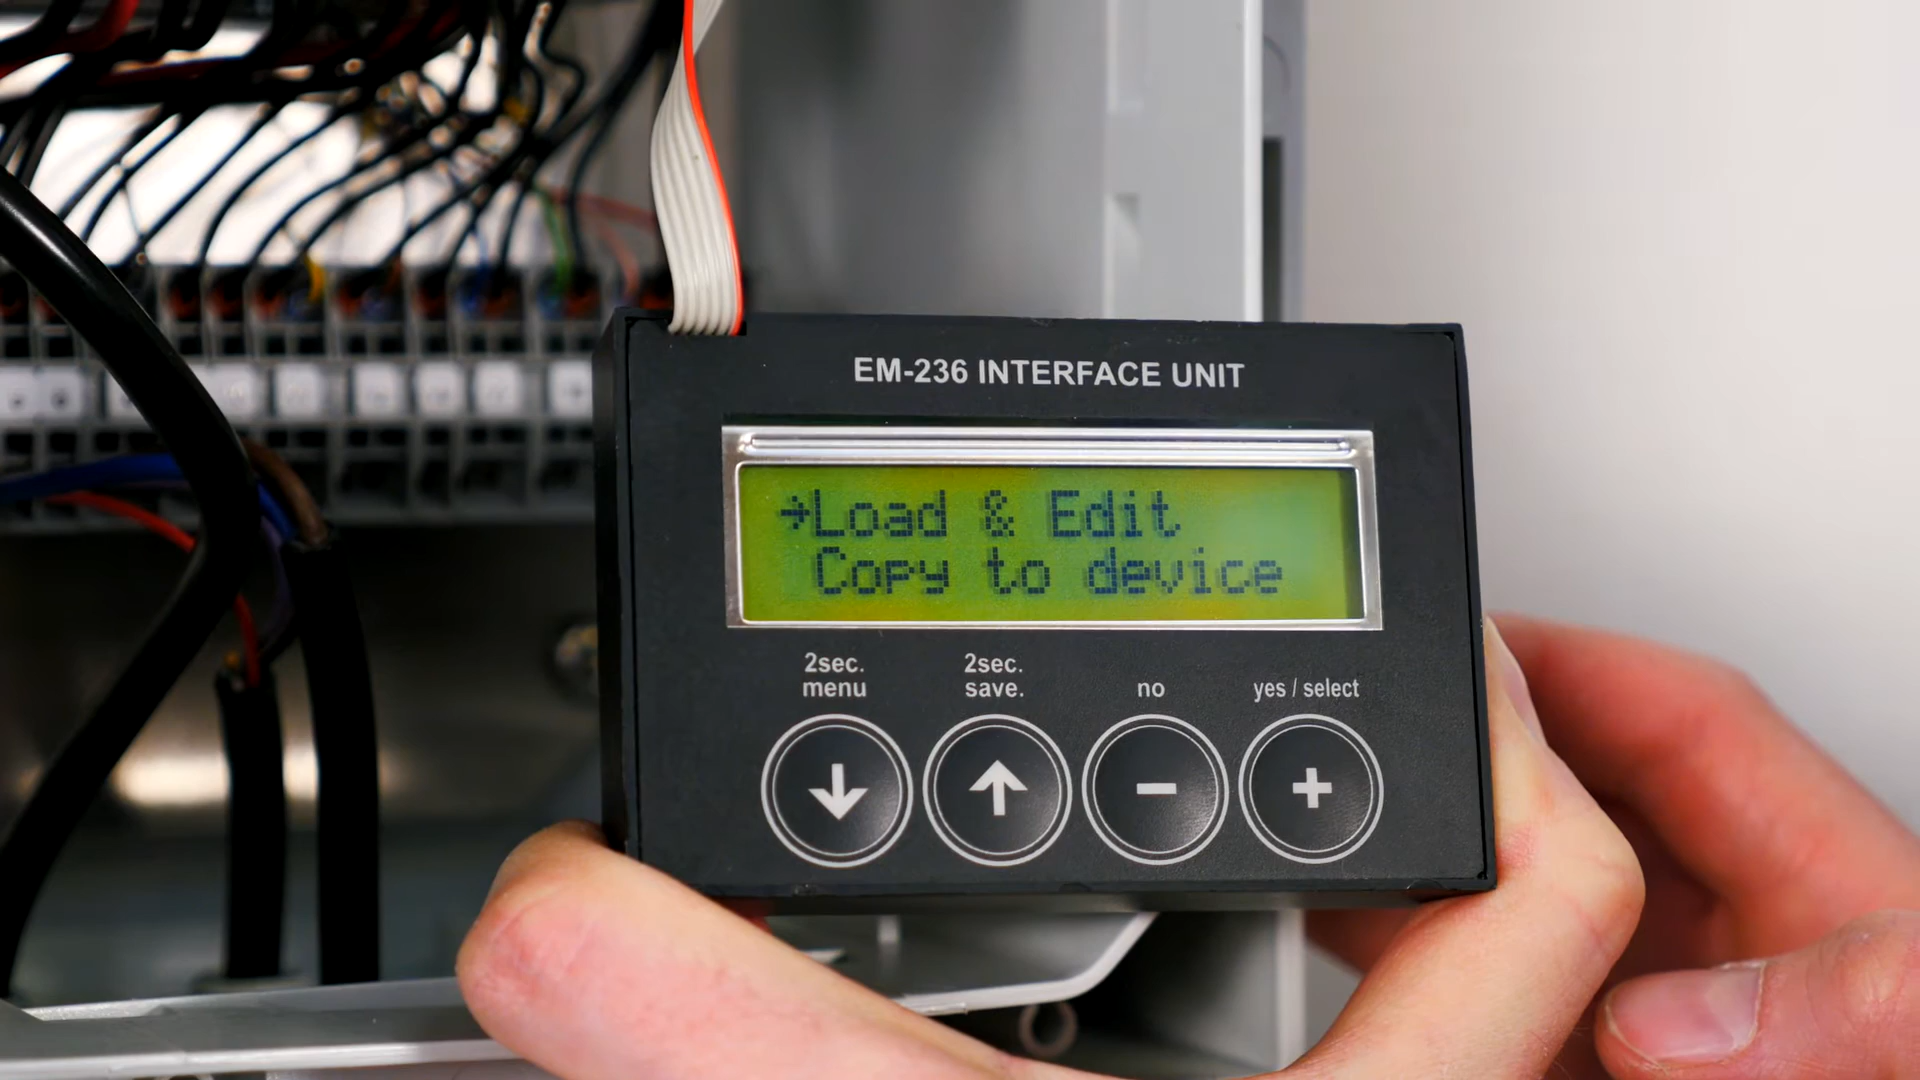 EM-236 INTERFACE UNIT
→Load & Edit
Copy to device
2sec. menu
2sec. save.
no
yes / select